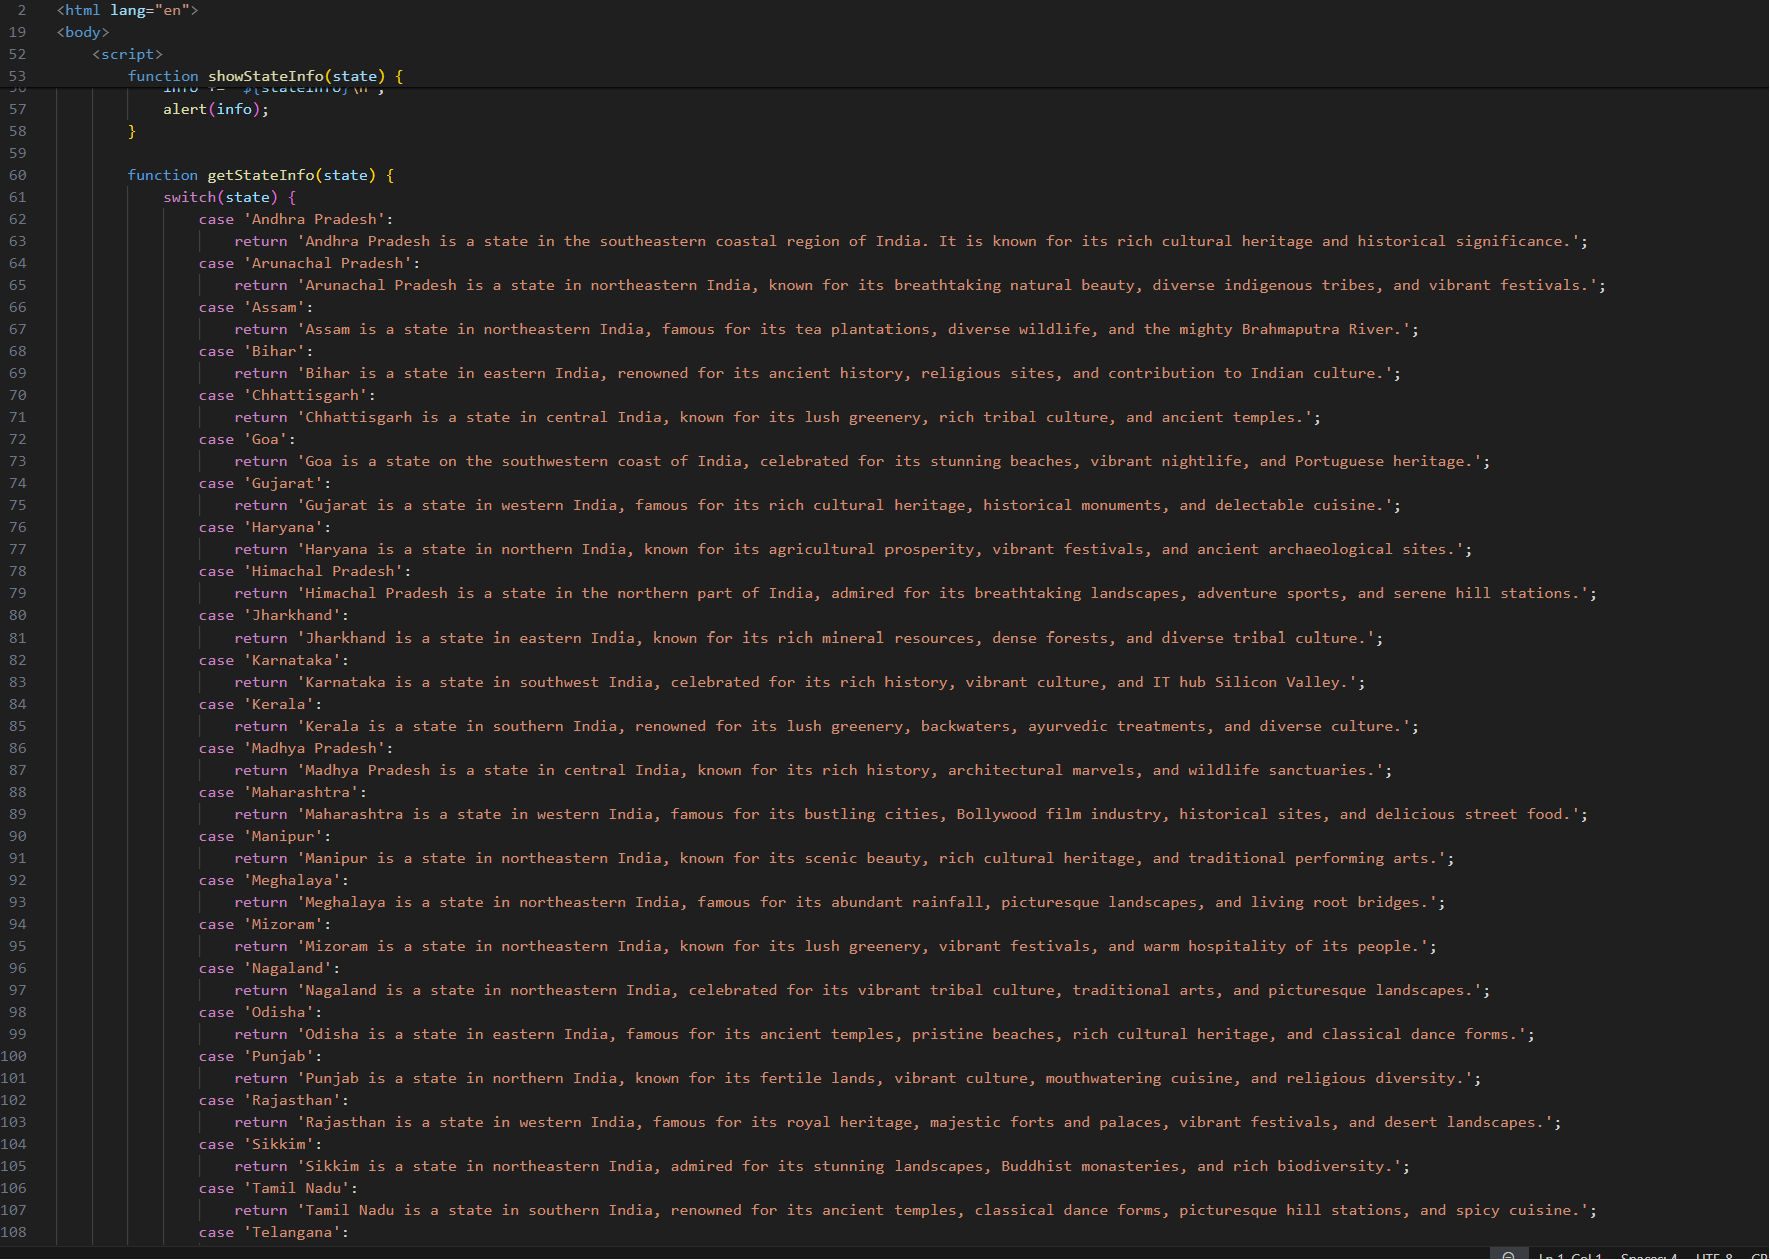 2 <html lang="en">
19 <body>
52 <script>
53 function showStateInfo(state) {
56 info += `${stateInfo}\n`;
57 alert(info);
58 }
59
60 function getStateInfo(state) {
61 switch(state) {
62 case 'Andhra Pradesh':
63 return 'Andhra Pradesh is a state in the southeastern coastal region of India. It is known for its rich cultural heritage and historical significance.';
64 case 'Arunachal Pradesh':
65 return 'Arunachal Pradesh is a state in northeastern India, known for its breathtaking natural beauty, diverse indigenous tribes, and vibrant festivals.';
66 case 'Assam':
67 return 'Assam is a state in northeastern India, famous for its tea plantations, diverse wildlife, and the mighty Brahmaputra River.';
68 case 'Bihar':
69 return 'Bihar is a state in eastern India, renowned for its ancient history, religious sites, and contribution to Indian culture.';
70 case 'Chhattisgarh':
71 return 'Chhattisgarh is a state in central India, known for its lush greenery, rich tribal culture, and ancient temples.';
72 case 'Goa':
73 return 'Goa is a state on the southwestern coast of India, celebrated for its stunning beaches, vibrant nightlife, and Portuguese heritage.';
74 case 'Gujarat':
75 return 'Gujarat is a state in western India, famous for its rich cultural heritage, historical monuments, and delectable cuisine.';
76 case 'Haryana':
77 return 'Haryana is a state in northern India, known for its agricultural prosperity, vibrant festivals, and ancient archaeological sites.';
78 case 'Himachal Pradesh':
79 return 'Himachal Pradesh is a state in the northern part of India, admired for its breathtaking landscapes, adventure sports, and serene hill stations.';
80 case 'Jharkhand':
81 return 'Jharkhand is a state in eastern India, known for its rich mineral resources, dense forests, and diverse tribal culture.';
82 case 'Karnataka':
83 return 'Karnataka is a state in southwest India, celebrated for its rich history, vibrant culture, and IT hub Silicon Valley.';
84 case 'Kerala':
85 return 'Kerala is a state in southern India, renowned for its lush greenery, backwaters, ayurvedic treatments, and diverse culture.';
86 case 'Madhya Pradesh':
87 return 'Madhya Pradesh is a state in central India, known for its rich history, architectural marvels, and wildlife sanctuaries.';
88 case 'Maharashtra':
89 return 'Maharashtra is a state in western India, famous for its bustling cities, Bollywood film industry, historical sites, and delicious street food.';
90 case 'Manipur':
91 return 'Manipur is a state in northeastern India, known for its scenic beauty, rich cultural heritage, and traditional performing arts.';
92 case 'Meghalaya':
93 return 'Meghalaya is a state in northeastern India, famous for its abundant rainfall, picturesque landscapes, and living root bridges.';
94 case 'Mizoram':
95 return 'Mizoram is a state in northeastern India, known for its lush greenery, vibrant festivals, and warm hospitality of its people.';
96 case 'Nagaland':
97 return 'Nagaland is a state in northeastern India, celebrated for its vibrant tribal culture, traditional arts, and picturesque landscapes.';
98 case 'Odisha':
99 return 'Odisha is a state in eastern India, famous for its ancient temples, pristine beaches, rich cultural heritage, and classical dance forms.';
100 case 'Punjab':
101 return 'Punjab is a state in northern India, known for its fertile lands, vibrant culture, mouthwatering cuisine, and religious diversity.';
102 case 'Rajasthan':
103 return 'Rajasthan is a state in western India, famous for its royal heritage, majestic forts and palaces, vibrant festivals, and desert landscapes.';
104 case 'Sikkim':
105 return 'Sikkim is a state in northeastern India, admired for its stunning landscapes, Buddhist monasteries, and rich biodiversity.';
106 case 'Tamil Nadu':
107 return 'Tamil Nadu is a state in southern India, renowned for its ancient temples, classical dance forms, picturesque hill stations, and spicy cuisine.';
108 case 'Telangana':
Ln 1, Col 1 Spaces: 4 UTF-8